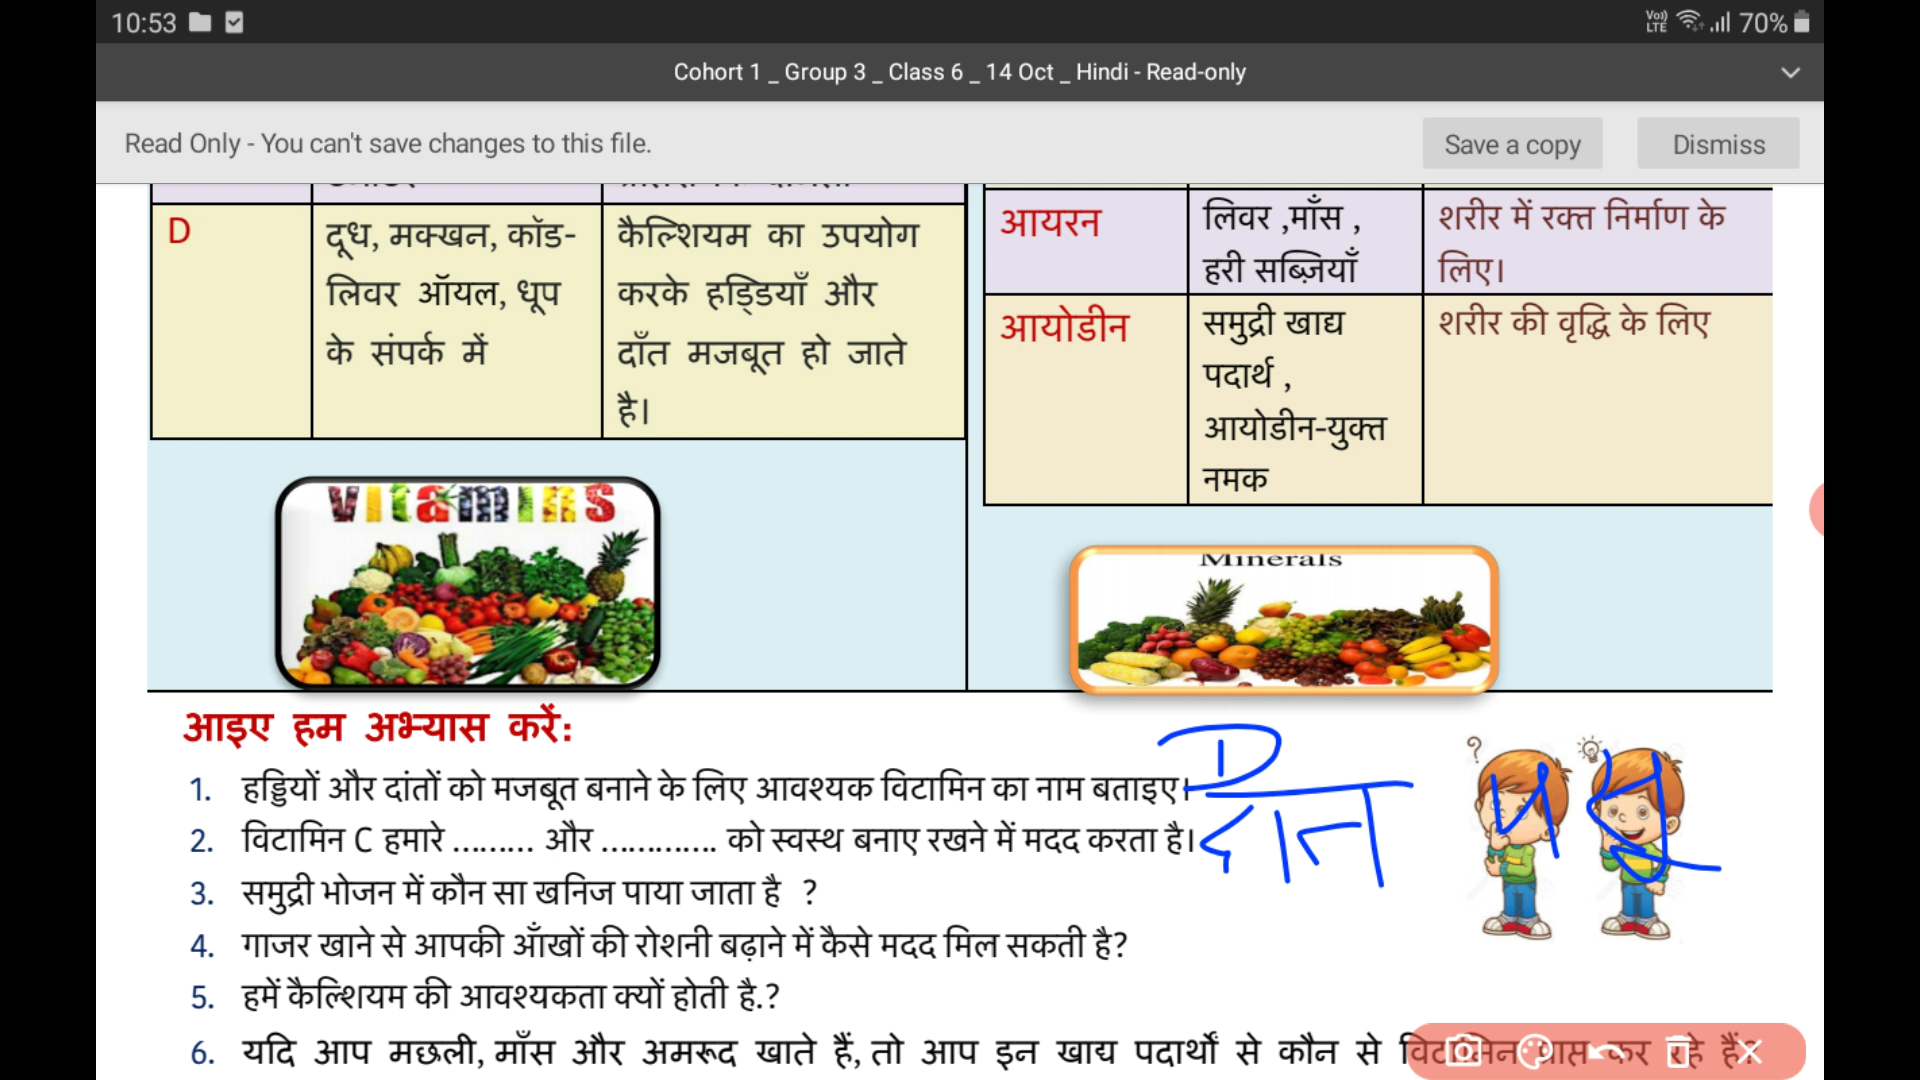 10:53 Vo) LTE 70%
Cohort 1 _ Group 3 _ Class 6 _ 14 Oct _ Hindi - Read-only
Read Only - You can't save changes to this file. Save a copy Dismiss
D
दूध, मक्खन, कॉड-
लिवर ऑयल, धूप
के संपर्क में
कैल्शियम का उपयोग
करके हड्डियाँ और
दाँत मजबूत हो जाते
है।
आयरन
लिवर ,माँस ,
हरी सब्ज़ियाँ
शरीर में रक्त निर्माण के
लिए।
आयोडीन
समुद्री खाद्य
पदार्थ ,
आयोडीन-युक्त
नमक
शरीर की वृद्धि के लिए
vitamins
Minerals
आइए हम अभ्यास करें:
1. हड्डियों और दांतों को मजबूत बनाने के लिए आवश्यक विटामिन का नाम बताइए।
D
2. विटामिन C हमारे ......... और ............. को स्वस्थ बनाए रखने में मदद करता है।
3. समुद्री भोजन में कौन सा खनिज पाया जाता है ?
4. गाजर खाने से आपकी आँखों की रोशनी बढ़ाने में कैसे मदद मिल सकती है?
5. हमें कैल्शियम की आवश्यकता क्यों होती है.?
6. यदि आप मछली, माँस और अमरूद खाते हैं, तो आप इन खाद्य पदार्थों से कौन से विटामिन प्राप्त कर रहे हैं?